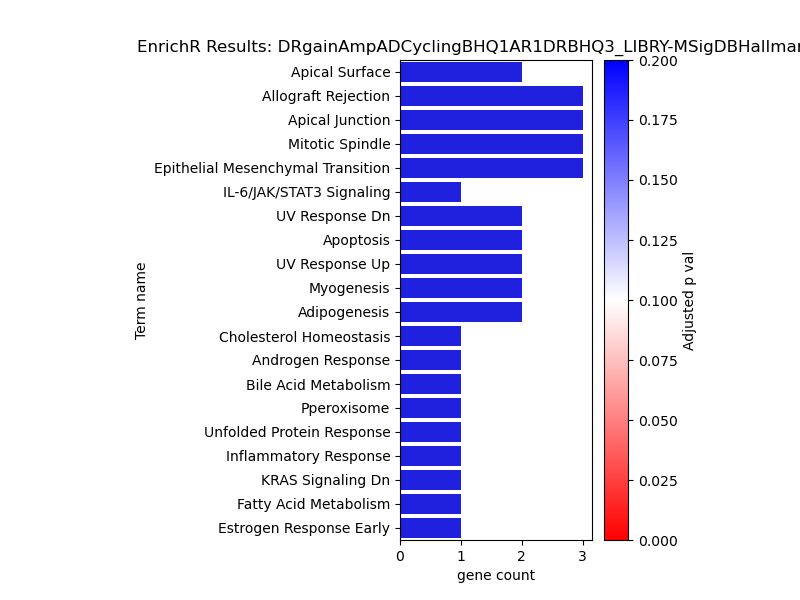 EnrichR Results: DRgainAmpADCyclingBHQ1AR1DRBHQ3_LIBRY-MSigDBHallmar
Apical Surface
Allograft Rejection
Apical Junction
Mitotic Spindle
Epithelial Mesenchymal Transition
IL-6/JAK/STAT3 Signaling
UV Response Dn
Apoptosis
UV Response Up
Myogenesis
Adipogenesis
Cholesterol Homeostasis
Androgen Response
Bile Acid Metabolism
Pperoxisome
Unfolded Protein Response
Inflammatory Response
KRAS Signaling Dn
Fatty Acid Metabolism
Estrogen Response Early
Term name
0 1 2 3
gene count
0.200
0.175
0.150
0.125
0.100
0.075
0.050
0.025
0.000
Adjusted p val